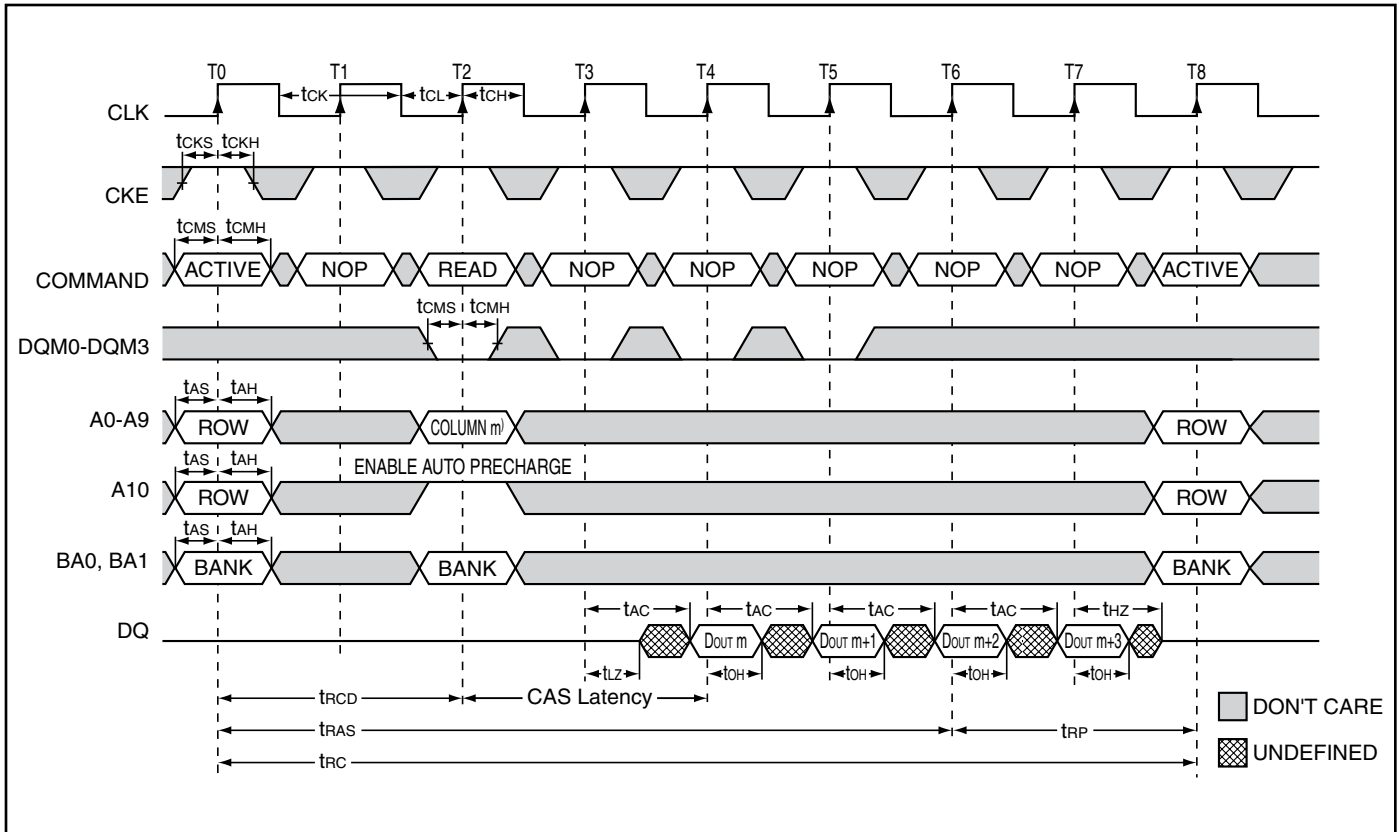 T0 T1 T2 T3 T4 T5 T6 T7 T8
CLK tCK tCL tCH
tCKS tCKH
CKE
tCMS tCMH
COMMAND ACTIVE NOP READ NOP NOP NOP NOP NOP ACTIVE
tCMS tCMH
DQM0-DQM3
tAS tAH
A0-A9 ROW COLUMN m) ROW
tAS tAH ENABLE AUTO PRECHARGE
A10 ROW ROW
tAS tAH
BA0, BA1 BANK BANK BANK
tAC tAC tAC tAC tHZ
DQ DOUT m DOUT m+1 DOUT m+2 DOUT m+3
tLZ tOH tOH tOH tOH
tRCD CAS Latency
DON'T CARE
tRAS tRP
UNDEFINED
tRC